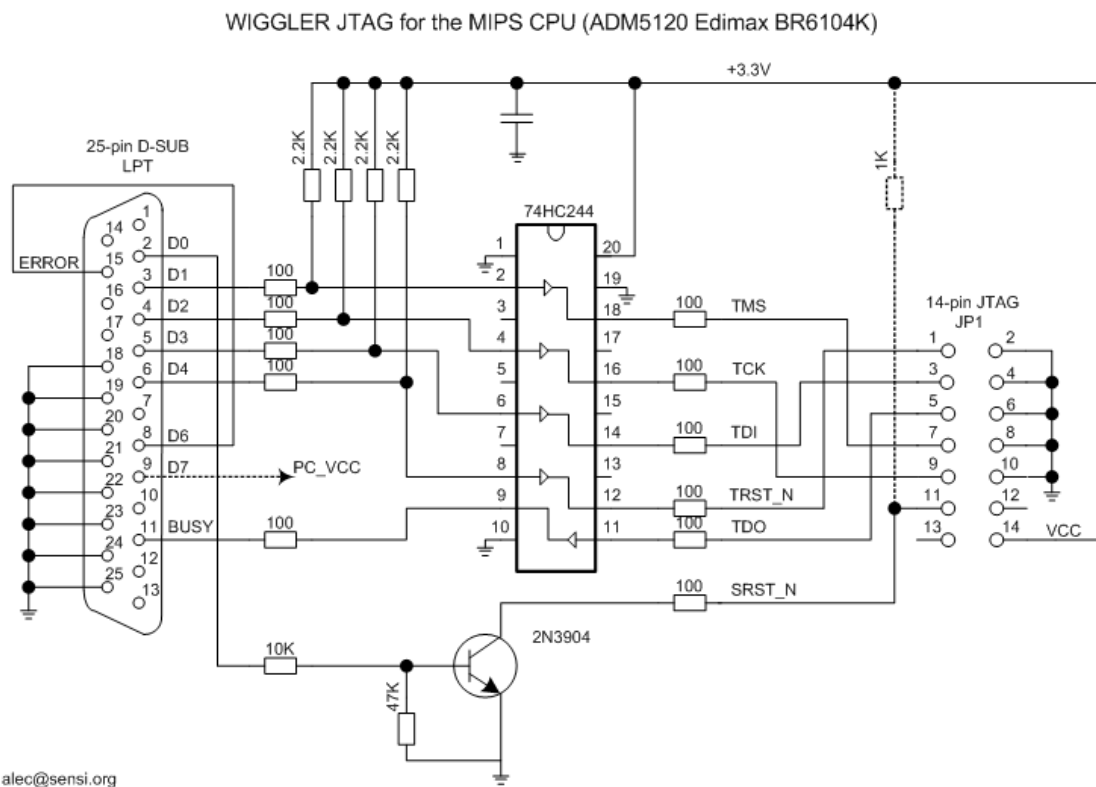 WIGGLER JTAG for the MIPS CPU (ADM5120 Edimax BR6104K)
+3.3V
25-pin D-SUB
LPT
2.2K
2.2K
2.2K
2.2K
1K
74HC244
14-pin JTAG
JP1
ERROR
1
14
2
15
3
16
4
17
5
18
6
19
7
20
8
21
9
22
10
23
11
24
12
25
13
D0
D1
D2
D3
D4
D6
D7
BUSY
PC_VCC
100
100
100
100
100
1
2
3
4
5
6
7
8
9
10
20
19
18
17
16
15
14
13
12
11
100 TMS
100 TCK
100 TDI
100 TRST_N
100 TDO
100 SRST_N
1 2
3 4
5 6
7 8
9 10
11 12
13 14
VCC
2N3904
10K
47K
alec@sensi.org